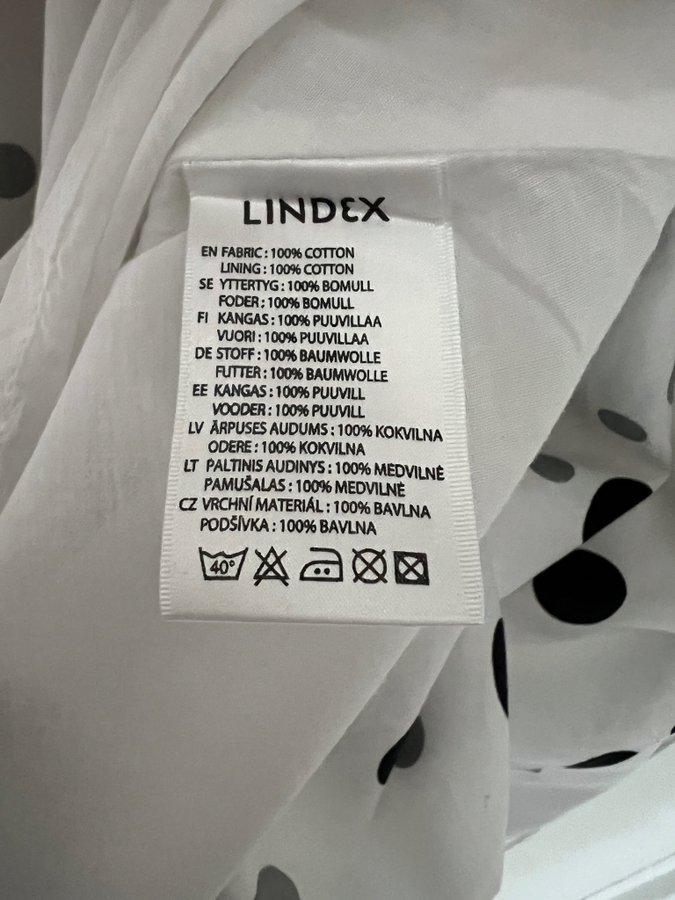 LINDEX
EN FABRIC : 100% COTTON
LINING : 100% COTTON
SE YTTERTYG : 100% BOMULL
FODER : 100% BOMULL
FI KANGAS : 100% PUUVILLAA
VUORI : 100% PUUVILLAA
DE STOFF : 100% BAUMWOLLE
FUTTER : 100% BAUMWOLLE
EE KANGAS : 100% PUUVILL
VOODER : 100% PUUVILL
LV ĀRPUSES AUDUMS : 100% KOKVILNA
ODERE : 100% KOKVILNA
LT PALTINIS AUDINYS : 100% MEDVILNĖ
PAMUŠALAS : 100% MEDVILNĖ
CZ VRCHNÍ MATERIÁL : 100% BAVLNA
PODŠÍVKA : 100% BAVLNA
40°